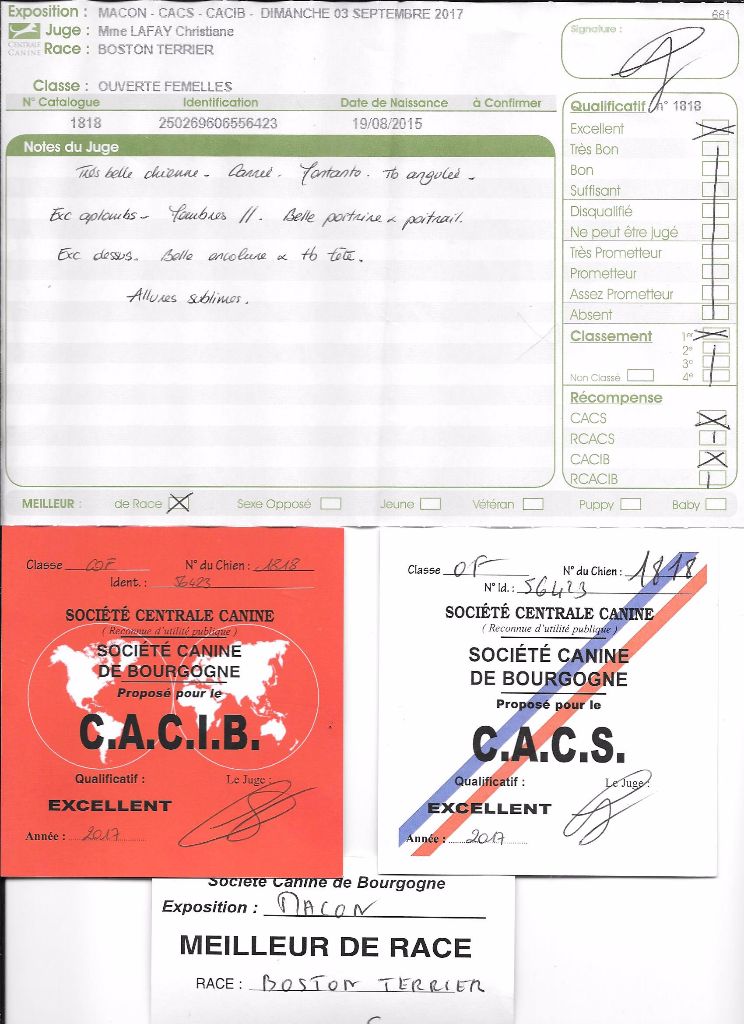 Exposition : MACON - CACS - CACIB - DIMANCHE 03 SEPTEMBRE 2017
661
CENTRALE CANINE
Juge : Mme LAFAY Christiane
Race : BOSTON TERRIER
Signature :
Classe : OUVERTE FEMELLES
N° Catalogue Identification Date de Naissance à Confirmer
1818 250269606556423 19/08/2015
Notes du Juge
Très belle chienne - Carrée. Montante. Tb angulée.
Exc aplombs - Membres //. Belle poitrine & poitrail.
Exc dessus. Belle encolure & tb tête.
Allures sublimes.
Qualificatif n° 1818
Excellent
Très Bon
Bon
Suffisant
Disqualifié
Ne peut être jugé
Très Prometteur
Prometteur
Assez Prometteur
Absent
Classement 1er
2e
3e
Non Classé 4e
Récompense
CACS
RCACS
CACIB
RCACIB
MEILLEUR : de Race Sexe Opposé Jeune Vétéran Puppy Baby
Classe COF N° du Chien : 1818
Ident. : 56423
SOCIÉTÉ CENTRALE CANINE
( Reconnue d'utilité publique )
SOCIÉTÉ CANINE
DE BOURGOGNE
Proposé pour le
C.A.C.I.B.
Qualificatif : Le Juge :
EXCELLENT
Année : 2017
Classe OF N° du Chien : 1818
N° Id. : 56423
SOCIÉTÉ CENTRALE CANINE
( Reconnue d'utilité publique )
SOCIÉTÉ CANINE
DE BOURGOGNE
Proposé pour le
C.A.C.S.
Qualificatif : Le Juge :
EXCELLENT
Année : 2017
Société Canine de Bourgogne
Exposition : MACON
MEILLEUR DE RACE
RACE : BOSTON TERRIER